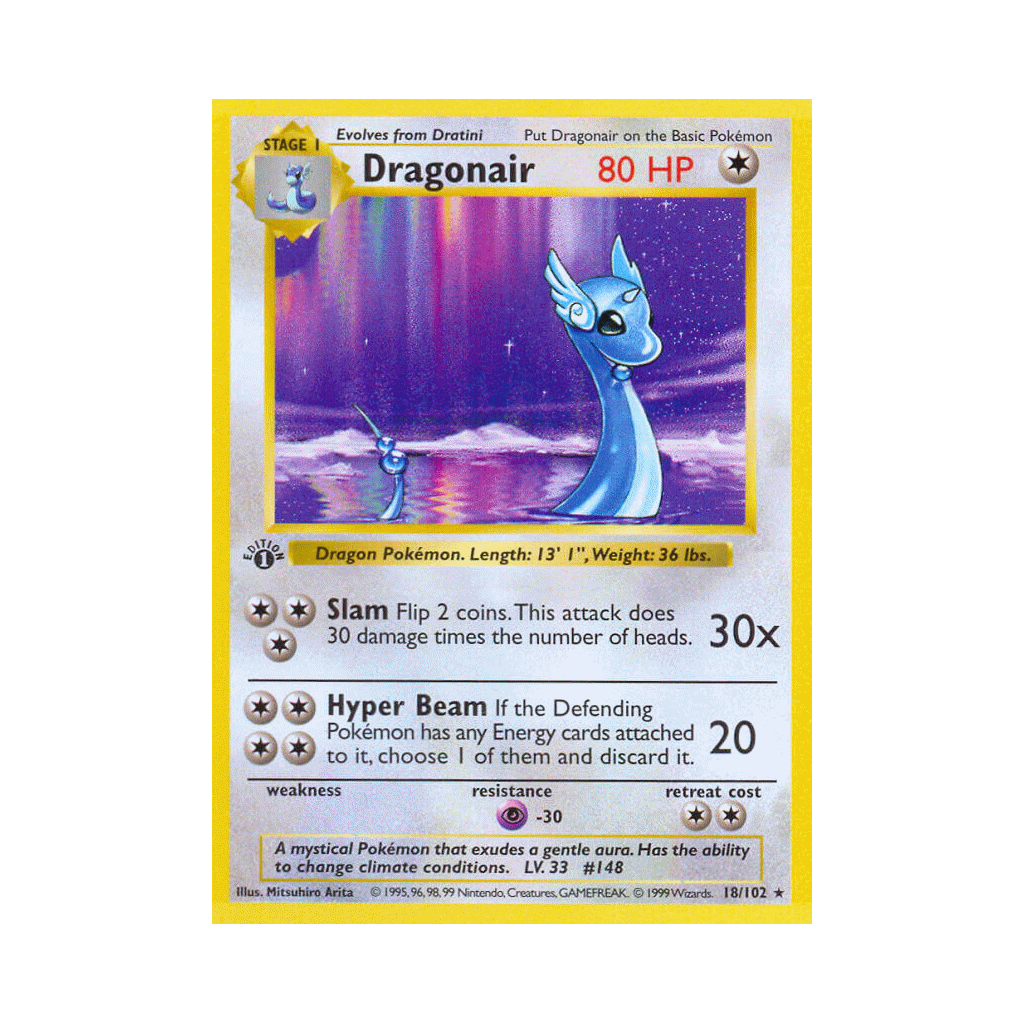 Evolves from Dratini Put Dragonair on the Basic Pokémon
STAGE 1
Dragonair 80 HP
EDITION
1
Dragon Pokémon. Length: 13' 1", Weight: 36 lbs.
Slam Flip 2 coins. This attack does
30 damage times the number of heads. 30x
Hyper Beam If the Defending
Pokémon has any Energy cards attached
to it, choose 1 of them and discard it. 20
weakness resistance retreat cost
-30
A mystical Pokémon that exudes a gentle aura. Has the ability
to change climate conditions. LV. 33 #148
Illus. Mitsuhiro Arita © 1995, 96, 98, 99 Nintendo, Creatures, GAMEFREAK. © 1999 Wizards. 18/102 ★